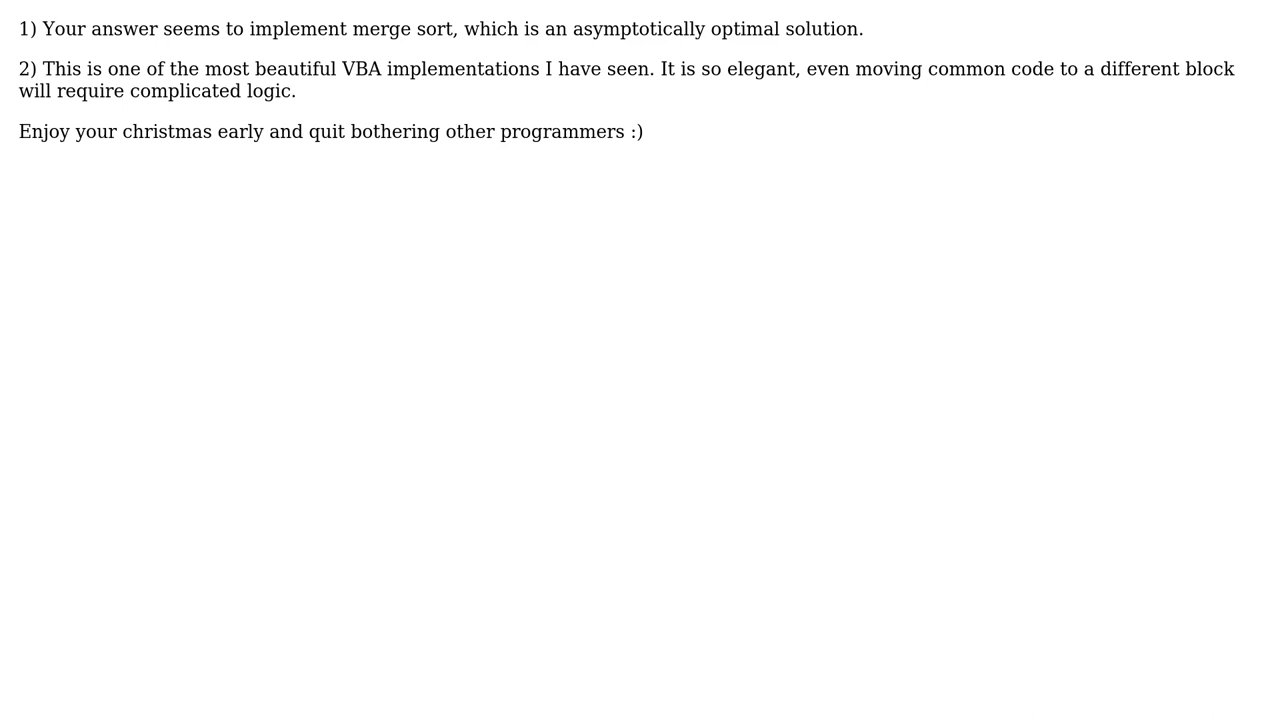 1) Your answer seems to implement merge sort, which is an asymptotically optimal solution.
2) This is one of the most beautiful VBA implementations I have seen. It is so elegant, even moving common code to a different block
will require complicated logic.
Enjoy your christmas early and quit bothering other programmers :)